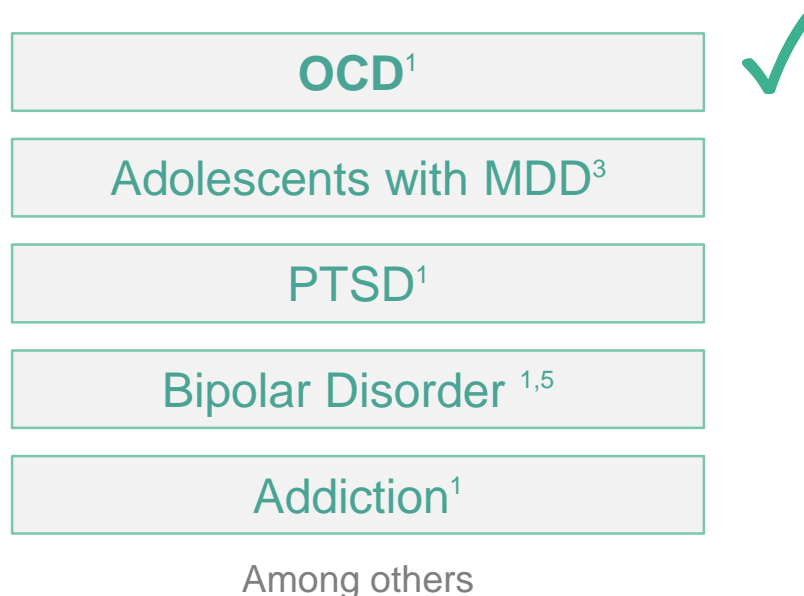 OCD¹
Adolescents with MDD³
PTSD¹
Bipolar Disorder ¹,⁵
Addiction¹
Among others